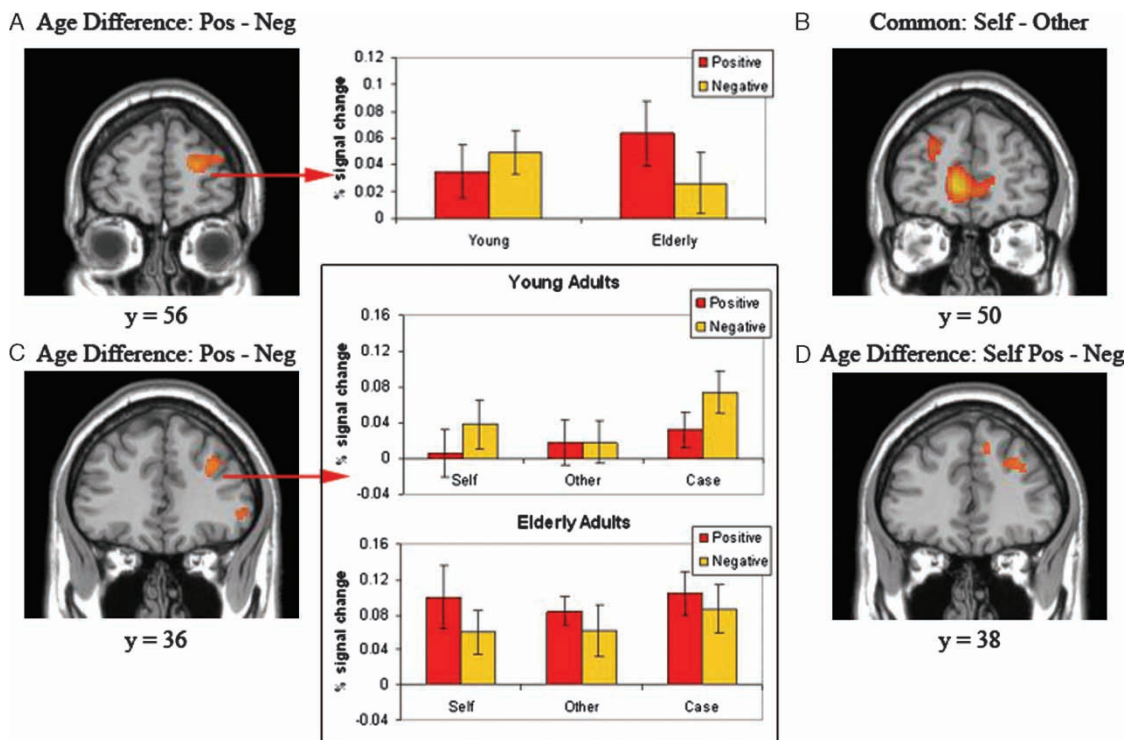 A Age Difference: Pos - Neg
% signal change
0.12
0.1
0.08
0.06
0.04
0.02
0
Positive
Negative
Young Elderly
y = 56
B Common: Self - Other
y = 50
C Age Difference: Pos - Neg
y = 36
Young Adults
% signal change
0.16
0.12
0.08
0.04
0
-0.04
Positive
Negative
Self Other Case
Elderly Adults
% signal change
0.16
0.12
0.08
0.04
0
-0.04
Positive
Negative
Self Other Case
D Age Difference: Self Pos - Neg
y = 38